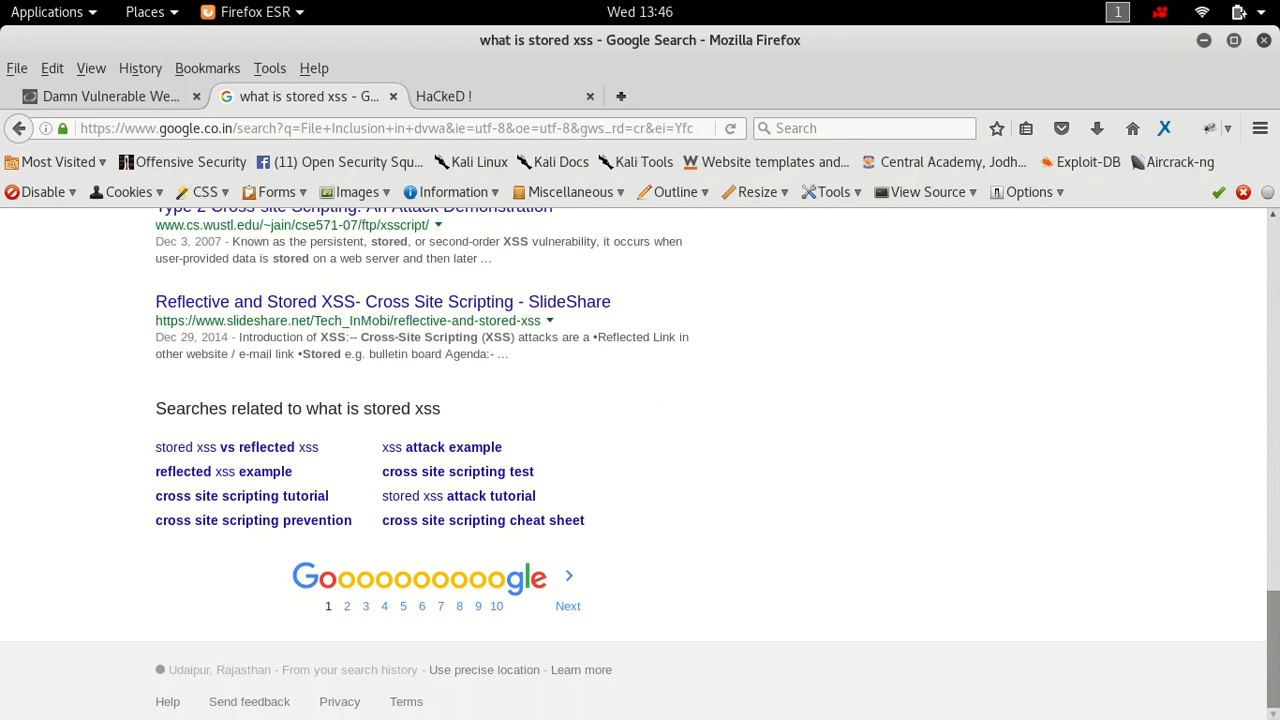 Applications Places Firefox ESR Wed 13:46 1
what is stored xss - Google Search - Mozilla Firefox
File Edit View History Bookmarks Tools Help
Damn Vulnerable We... what is stored xss - G... HaCkeD !
https://www.google.co.in/search?q=File+Inclusion+in+dvwa&ie=utf-8&oe=utf-8&gws_rd=cr&ei=Yfc Search
Most Visited Offensive Security (11) Open Security Squ... Kali Linux Kali Docs Kali Tools Website templates and... Central Academy, Jodh... Exploit-DB Aircrack-ng
Disable Cookies CSS Forms Images Information Miscellaneous Outline Resize Tools View Source Options
Type 2 Cross-site Scripting: An Attack Demonstration
www.cs.wustl.edu/~jain/cse571-07/ftp/xsscript/
Dec 3, 2007 - Known as the persistent, stored, or second-order XSS vulnerability, it occurs when
user-provided data is stored on a web server and then later ...
Reflective and Stored XSS- Cross Site Scripting - SlideShare
https://www.slideshare.net/Tech_InMobi/reflective-and-stored-xss
Dec 29, 2014 - Introduction of XSS:-- Cross-Site Scripting (XSS) attacks are a •Reflected Link in
other website / e-mail link •Stored e.g. bulletin board Agenda:- ...
Searches related to what is stored xss
stored xss vs reflected xss xss attack example
reflected xss example cross site scripting test
cross site scripting tutorial stored xss attack tutorial
cross site scripting prevention cross site scripting cheat sheet
Goooooooooogle >
1 2 3 4 5 6 7 8 9 10 Next
Udaipur, Rajasthan - From your search history - Use precise location - Learn more
Help Send feedback Privacy Terms